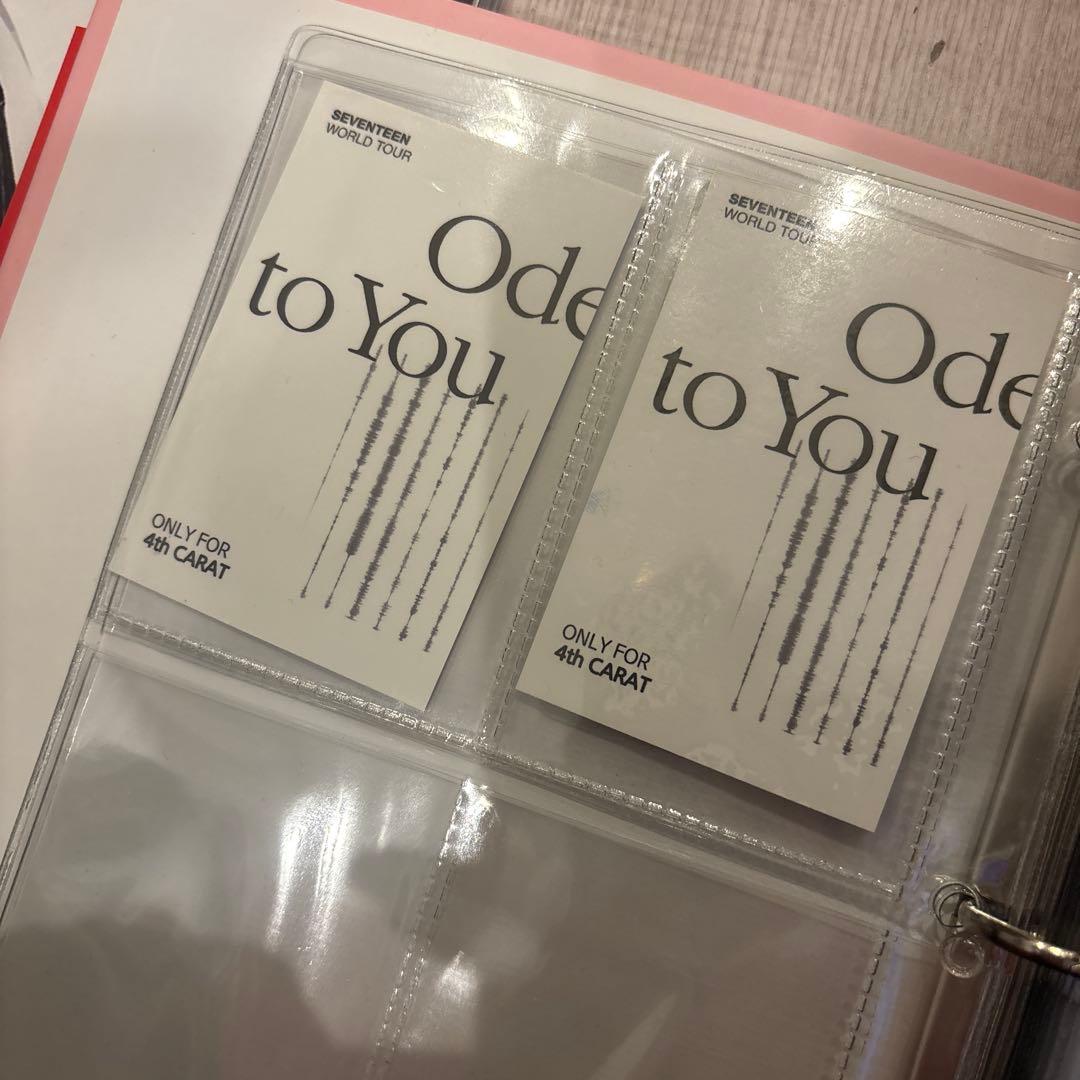 SEVENTEEN
WORLD TOUR
Ode
to You
ONLY FOR
4th CARAT
SEVENTEEN
WORLD TOUR
Ode
to You
ONLY FOR
4th CARAT